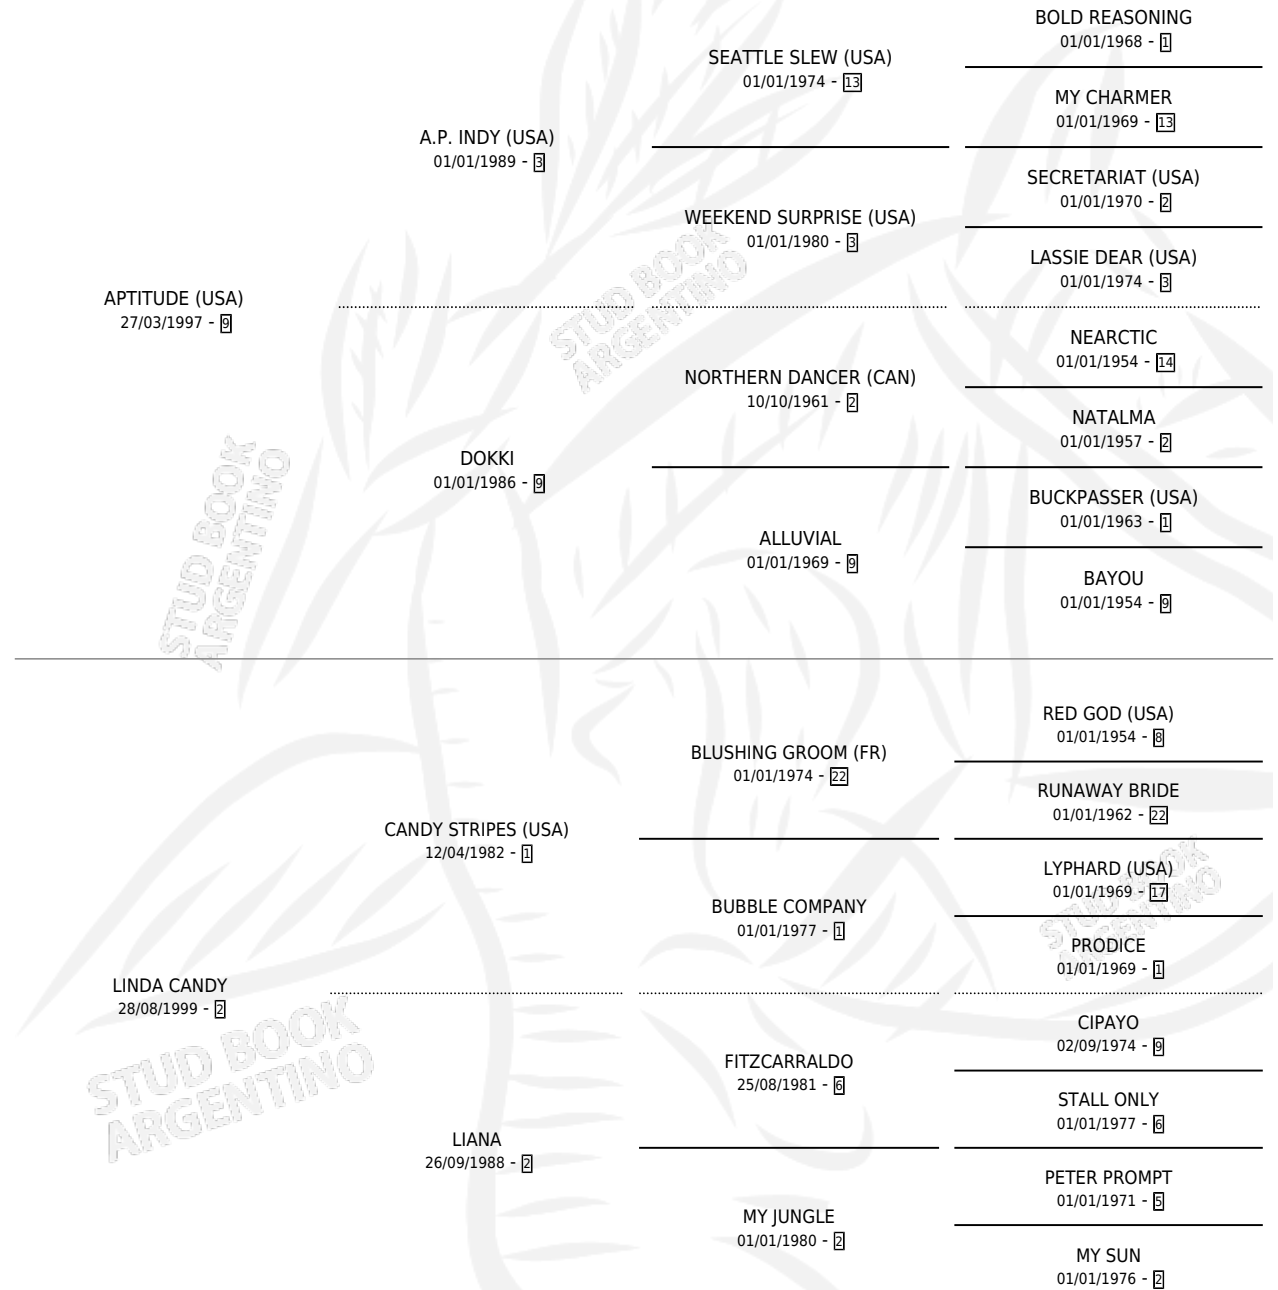 BOLD REASONING
01/01/1968 - 1
SEATTLE SLEW (USA)
01/01/1974 - 13
MY CHARMER
01/01/1969 - 13
A.P. INDY (USA)
01/01/1989 - 3
SECRETARIAT (USA)
01/01/1970 - 2
WEEKEND SURPRISE (USA)
01/01/1980 - 3
LASSIE DEAR (USA)
01/01/1974 - 3
APTITUDE (USA)
27/03/1997 - 9
NEARCTIC
01/01/1954 - 14
NORTHERN DANCER (CAN)
10/10/1961 - 2
NATALMA
01/01/1957 - 2
DOKKI
01/01/1986 - 9
BUCKPASSER (USA)
01/01/1963 - 1
ALLUVIAL
01/01/1969 - 9
BAYOU
01/01/1954 - 9
RED GOD (USA)
01/01/1954 - 8
BLUSHING GROOM (FR)
01/01/1974 - 22
RUNAWAY BRIDE
01/01/1962 - 22
CANDY STRIPES (USA)
12/04/1982 - 1
LYPHARD (USA)
01/01/1969 - 17
BUBBLE COMPANY
01/01/1977 - 1
PRODICE
01/01/1969 - 1
LINDA CANDY
28/08/1999 - 2
CIPAYO
02/09/1974 - 9
FITZCARRALDO
25/08/1981 - 6
STALL ONLY
01/01/1977 - 6
LIANA
26/09/1988 - 2
PETER PROMPT
01/01/1971 - 5
MY JUNGLE
01/01/1980 - 2
MY SUN
01/01/1976 - 2
STUD BOOK
ARGENTINO
STUD BOOK
ARGENTINO
STUD BOOK
ARGENTINO
STUD BOOK
ARGENTINO